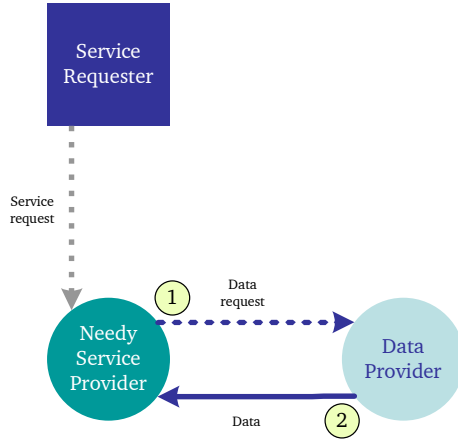 Service
Requester
Service
request
1
Data
request
Needy
Service
Provider
Data
Provider
Data
2